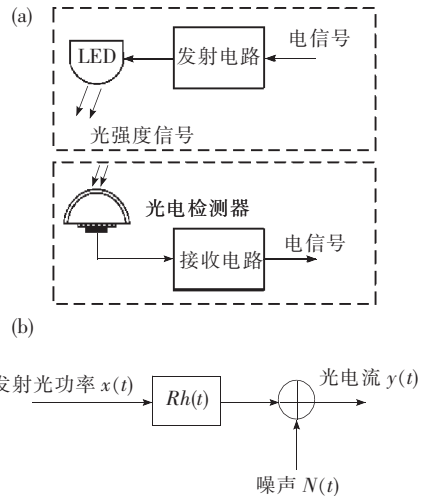 (a)
LED
发射电路
电信号
光强度信号
光电检测器
接收电路
电信号
(b)
发射光功率 x(t)
Rh(t)
光电流 y(t)
噪声 N(t)